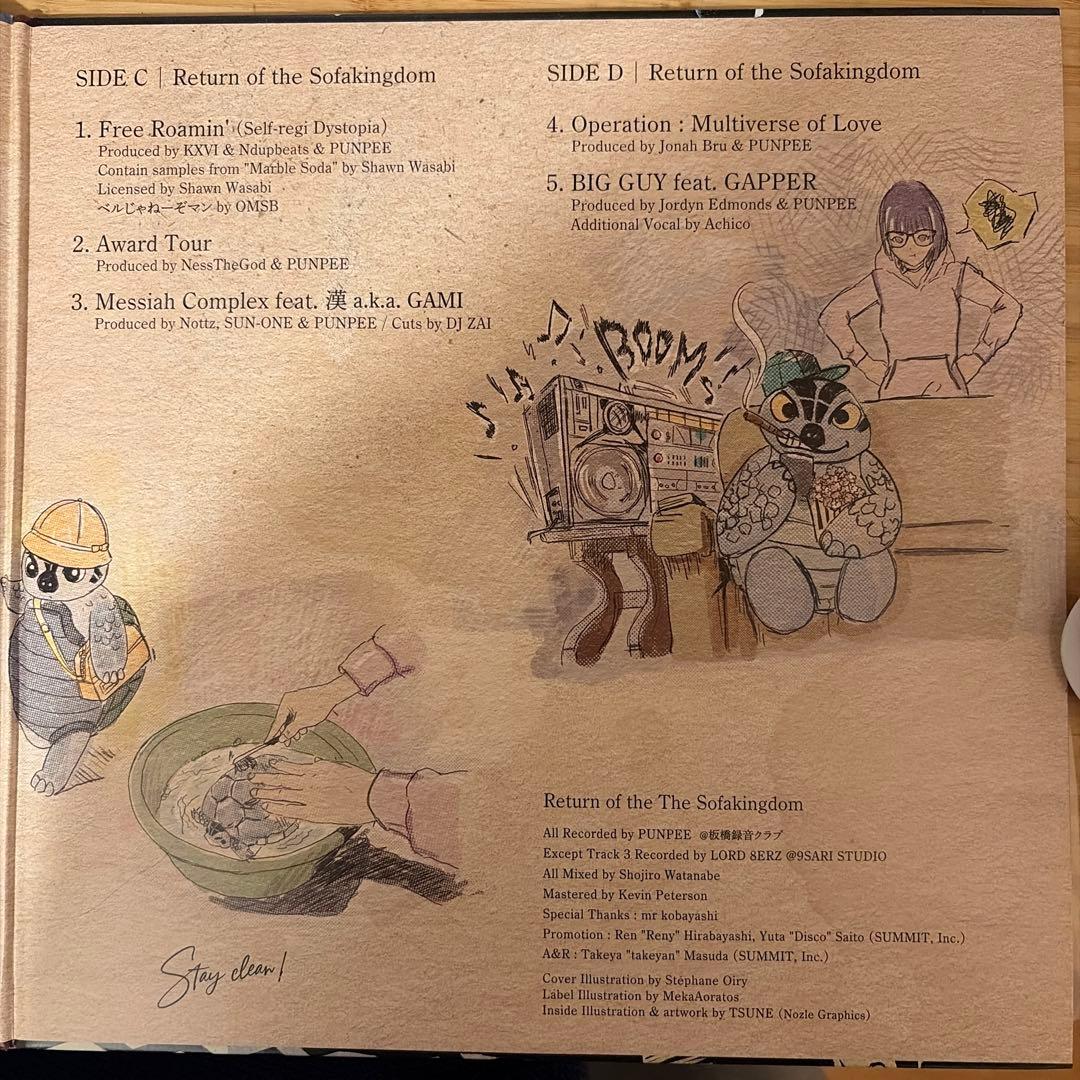 SIDE C | Return of the Sofakingdom
1. Free Roamin' (Self-regi Dystopia)
Produced by KXVI & Ndupbeats & PUNPEE
Contain samples from "Marble Soda" by Shawn Wasabi
Licensed by Shawn Wasabi
ベルじゃねーぞマン by OMSB
2. Award Tour
Produced by NessTheGod & PUNPEE
3. Messiah Complex feat. 漢 a.k.a. GAMI
Produced by Nottz, SUN-ONE & PUNPEE / Cuts by DJ ZAI
SIDE D | Return of the Sofakingdom
4. Operation : Multiverse of Love
Produced by Jonah Bru & PUNPEE
5. BIG GUY feat. GAPPER
Produced by Jordyn Edmonds & PUNPEE
Additional Vocal by Achico
BOOM!!
Stay clean!
Return of the The Sofakingdom
All Recorded by PUNPEE @板橋録音クラブ
Except Track 3 Recorded by LORD 8ERZ @9SARI STUDIO
All Mixed by Shojiro Watanabe
Mastered by Kevin Peterson
Special Thanks : mr kobayashi
Promotion : Ren "Reny" Hirabayashi, Yuta "Disco" Saito (SUMMIT, Inc.)
A&R : Takeya "takeyan" Masuda (SUMMIT, Inc.)
Cover Illustration by Stéphane Oiry
Label Illustration by MekaAoratos
Inside Illustration & artwork by TSUNE (Nozle Graphics)